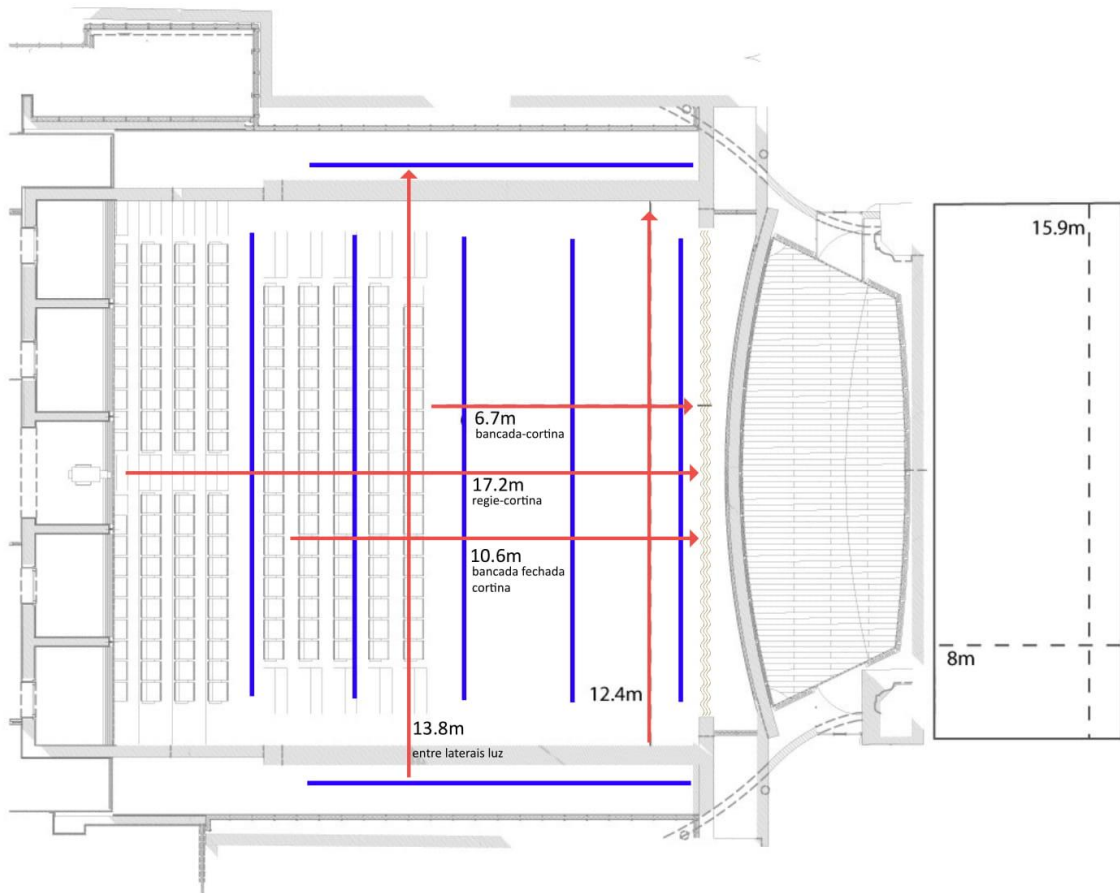 15.9m
6.7m
bancada-cortina
17.2m
regie-cortina
10.6m
bancada fechada
cortina
8m
12.4m
13.8m
entre laterais luz